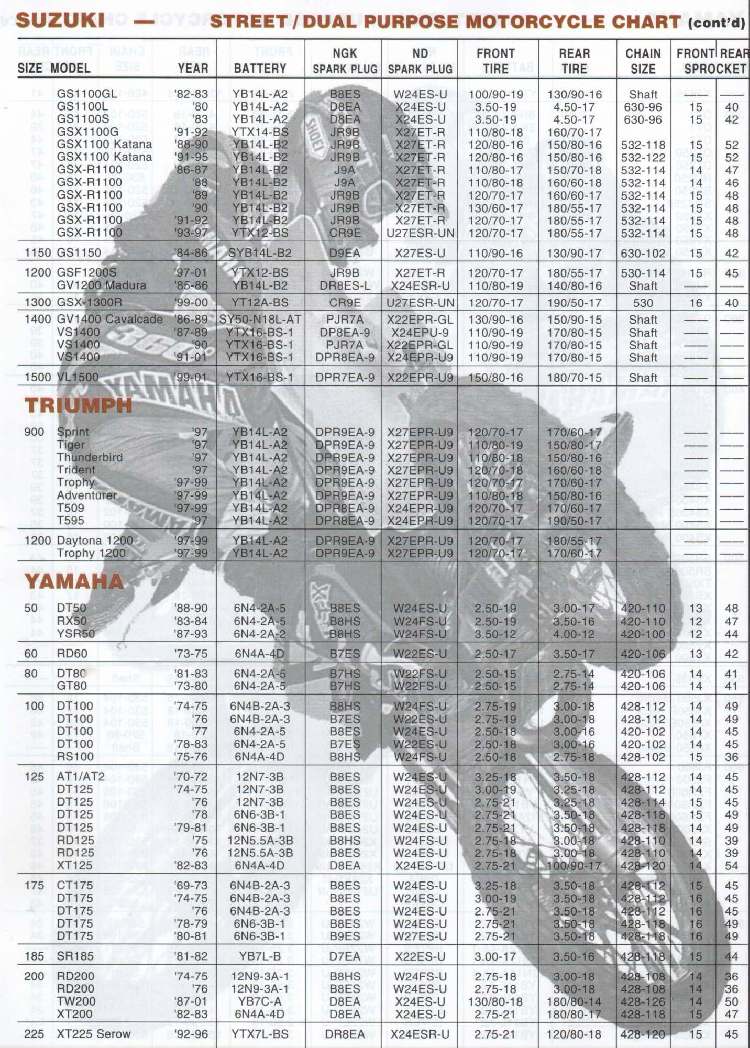 SUZUKI — STREET / DUAL PURPOSE MOTORCYCLE CHART (cont'd)
SIZE MODEL YEAR BATTERY NGK SPARK PLUG ND SPARK PLUG FRONT TIRE REAR TIRE CHAIN SIZE FRONT REAR SPROCKET
GS1100GL '82-83 YB14L-A2 B8ES W24ES-U 100/90-19 130/90-16 Shaft —— ——
GS1100L '80 YB14L-A2 D8EA X24ES-U 3.50-19 4.50-17 630-96 15 40
GS1100S '83 YB14L-A2 D8EA X24ES-U 3.50-19 4.50-17 630-96 15 42
GSX1100G '91-92 YTX14-BS JR9B X27ET-R 110/80-18 160/70-17
GSX1100 Katana '88-90 YB14L-B2 JR9B X27ET-R 120/80-16 150/80-16 532-118 15 52
GSX1100 Katana '91-95 YB14L-B2 JR9B X27ET-R 120/80-16 150/80-16 532-122 15 52
GSX-R1100 '86-87 YB14L-B2 J9A X27ET-R 110/80-17 150/70-18 532-114 14 47
GSX-R1100 '88 YB14L-B2 J9A X27ET-R 110/80-18 160/60-18 532-114 14 46
GSX-R1100 '89 YB14L-B2 JR9B X27ET-R 120/70-17 160/60-17 532-114 15 48
GSX-R1100 '90 YB14L-B2 JR9B X27ET-R 130/60-17 180/55-17 532-114 15 48
GSX-R1100 '91-92 YB14L-B2 JR9B X27ET-R 120/70-17 180/55-17 532-114 15 48
GSX-R1100 '93-97 YTX12-BS CR9E U27ESR-UN 120/70-17 180/55-17 532-114 15 48
1150 GS1150 '84-86 SYB14L-B2 D9EA X27ES-U 110/90-16 130/90-17 630-102 15 42
1200 GSF1200S '97-01 YTX12-BS JR9B X27ET-R 120/70-17 180/55-17 530-114 15 45
GV1200 Madura '85-86 YB14L-B2 DR8ES-L X24ESR-U 110/80-19 140/80-16 Shaft —— ——
1300 GSX-1300R '99-00 YT12A-BS CR9E U27ESR-UN 120/70-17 190/50-17 530 16 40
1400 GV1400 Cavalcade '86-89 SY50-N18L-AT PJR7A X22EPR-GL 130/90-16 150/90-15 Shaft —— ——
VS1400 '87-89 YTX16-BS-1 DP8EA-9 X24EPU-9 110/90-19 170/80-15 Shaft —— ——
VS1400 '90 YTX16-BS-1 PJR7A X22EPR-GL 110/90-19 170/80-15 Shaft —— ——
VS1400 '91-01 YTX16-BS-1 DPR8EA-9 X24EPR-U9 110/90-19 170/80-15 Shaft —— ——
1500 VL1500 '99-01 YTX16-BS-1 DPR7EA-9 X22EPR-U9 150/80-16 180/70-15 Shaft —— ——
TRIUMPH
900 Sprint '97 YB14L-A2 DPR9EA-9 X27EPR-U9 120/70-17 170/60-17 —— ——
Tiger '97 YB14L-A2 DPR9EA-9 X27EPR-U9 110/80-19 150/80-17 —— ——
Thunderbird '97 YB14L-A2 DPR9EA-9 X27EPR-U9 110/80-18 150/80-16 —— ——
Trident '97 YB14L-A2 DPR9EA-9 X27EPR-U9 120/70-18 160/60-18 —— ——
Trophy '97-99 YB14L-A2 DPR9EA-9 X27EPR-U9 120/70-17 170/60-17 —— ——
Adventurer '97-99 YB14L-A2 DPR9EA-9 X27EPR-U9 110/80-18 150/80-16 —— ——
T509 '97-99 YB14L-A2 DPR8EA-9 X24EPR-U9 120/70-17 170/60-17 —— ——
T595 '97 YB14L-A2 DPR8EA-9 X24EPR-U9 120/70-17 190/50-17 —— ——
1200 Daytona 1200 '97-99 YB14L-A2 DPR9EA-9 X27EPR-U9 120/70-17 180/55-17 —— ——
Trophy 1200 '97-99 YB14L-A2 DPR9EA-9 X27EPR-U9 120/70-17 170/60-17 —— ——
YAMAHA
50 DT50 '88-90 6N4-2A-5 B8ES W24ES-U 2.50-19 3.00-17 420-110 13 48
RX50 '83-84 6N4-2A-5 B8HS W24FS-U 2.50-19 3.50-16 420-110 12 47
YSR50 '87-93 6N4-2A-2 B8HS W24FS-U 3.50-12 4.00-12 420-100 12 44
60 RD60 '73-75 6N4A-4D B7ES W22ES-U 2.50-17 3.50-17 420-106 13 42
80 DT80 '81-83 6N4-2A-5 B7HS W22FS-U 2.50-15 2.75-14 420-106 14 41
GT80 '73-80 6N4-2A-5 B7HS W22FS-U 2.50-15 2.75-14 420-106 14 41
100 DT100 '74-75 6N4B-2A-3 B8HS W24FS-U 2.75-19 3.00-18 428-112 14 49
DT100 '76 6N4B-2A-3 B7ES W22ES-U 2.75-19 3.00-18 428-112 14 49
DT100 '77 6N4-2A-5 B8ES W24ES-U 2.50-18 3.00-16 420-102 14 45
DT100 '78-83 6N4-2A-5 B7ES W22ES-U 2.50-18 3.00-16 420-102 14 45
RS100 '75-76 6N4A-4D B8HS W24FS-U 2.50-18 2.75-18 428-102 15 36
125 AT1/AT2 '70-72 12N7-3B B8ES W24ES-U 3.25-18 3.50-18 428-112 14 45
DT125 '74-75 12N7-3B B8ES W24ES-U 3.00-19 3.25-18 428-112 14 45
DT125 '76 12N7-3B B8ES W24ES-U 2.75-21 3.25-18 428-114 14 45
DT125 '78 6N6-3B-1 B8ES W24ES-U 2.75-21 3.50-18 428-118 15 49
DT125 '79-81 6N6-3B-1 B8ES W24ES-U 2.75-21 3.50-18 428-118 14 49
RD125 '75 12N5.5A-3B B8HS W24FS-U 2.75-18 3.00-18 428-110 14 39
RD125 '76 12N5.5A-3B B8ES W24ES-U 2.75-18 3.00-18 428-110 14 39
XT125 '82-83 6N4A-4D D8EA X24ES-U 2.75-21 100/90-17 428-124 14 54
175 CT175 '69-73 6N4B-2A-3 B8ES W24ES-U 3.25-18 3.50-18 428-112 15 45
DT175 '74-75 6N4B-2A-3 B8ES W24ES-U 3.00-19 3.50-18 428-112 16 45
DT175 '76 6N4B-2A-3 B8ES W24ES-U 2.75-21 3.50-18 428-112 16 45
DT175 '78-79 6N6-3B-1 B8ES W24ES-U 2.75-21 3.50-18 428-118 16 49
DT175 '80-81 6N6-3B-1 B9ES W27ES-U 2.75-21 3.50-18 428-118 16 49
185 SR185 '81-82 YB7L-B D7EA X22ES-U 3.00-17 3.50-16 428-118 15 44
200 RD200 '74-75 12N9-3A-1 B8HS W24FS-U 2.75-18 3.00-18 428-108 14 36
RD200 '76 12N9-3A-1 B8ES W24ES-U 2.75-18 3.00-18 428-108 14 36
TW200 '87-01 YB7C-A D8EA X24ES-U 130/80-18 180/80-14 428-126 14 50
XT200 '82-83 6N4A-4D D8EA X24ES-U 2.75-21 180/80-17 428-118 15 47
225 XT225 Serow '92-96 YTX7L-BS DR8EA X24ESR-U 2.75-21 120/80-18 428-120 15 45